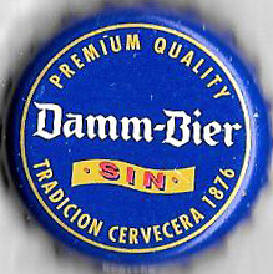 PREMIUM QUALITY
Damm-Bier
· SIN ·
TRADICION CERVECERA 1876